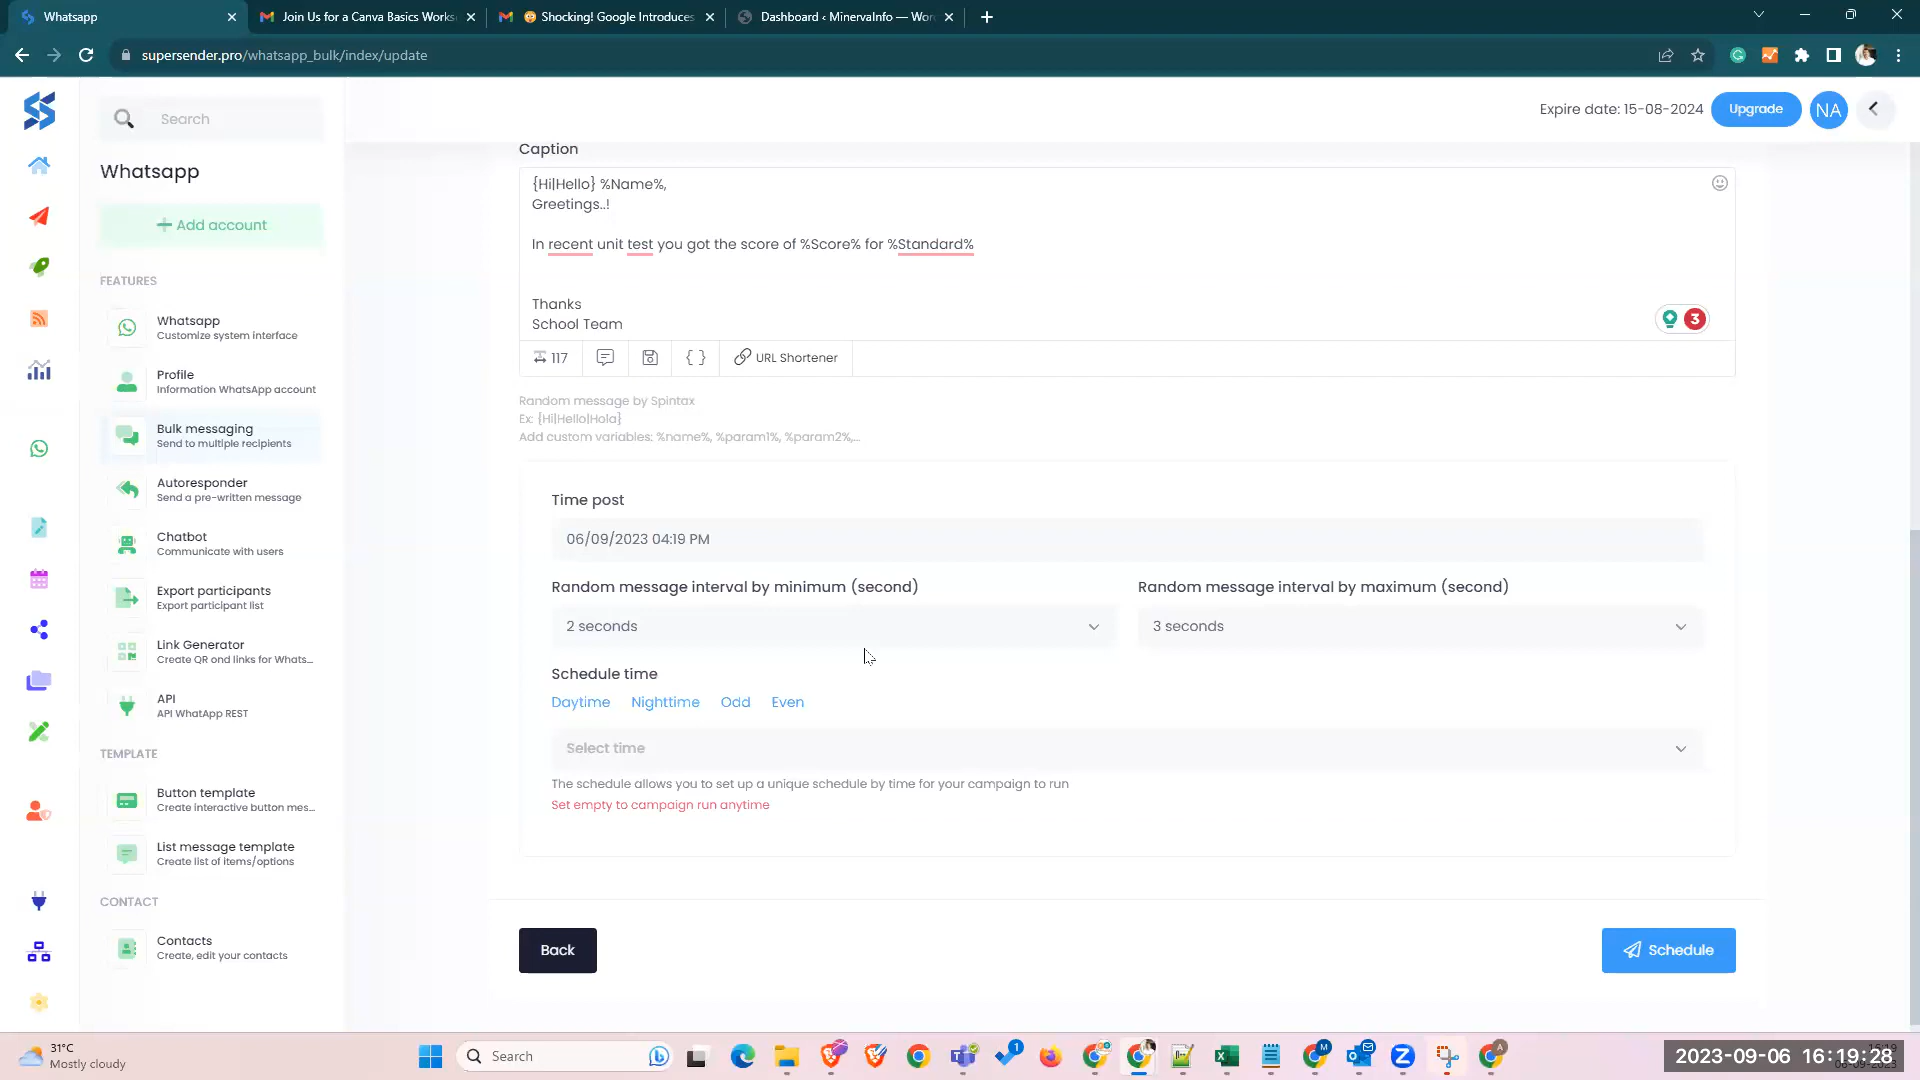 Whatsapp
Join Us for a Canva Basics Works
Shocking! Google Introduces
Dashboard ‹ MinervaInfo — Wor
supersender.pro/whatsapp_bulk/index/update
Search
Expire date: 15-08-2024
Upgrade
NA
Whatsapp
Add account
FEATURES
Whatsapp
Customize system interface
Profile
Information WhatsApp account
Bulk messaging
Send to multiple recipients
Autoresponder
Send a pre-written message
Chatbot
Communicate with users
Export participants
Export participant list
Link Generator
Create QR ond links for Whats...
API
API WhatApp REST
TEMPLATE
Button template
Create interactive button mes...
List message template
Create list of items/options
CONTACT
Contacts
Create, edit your contacts
Caption
{Hi|Hello} %Name%,
Greetings..!
In recent unit test you got the score of %Score% for %Standard%
Thanks
School Team
3
117
{ }
URL Shortener
Random message by Spintax
Ex: {Hi|Hello|Hola}
Add custom variables: %name%, %param1%, %param2%,...
Time post
06/09/2023 04:19 PM
Random message interval by minimum (second)
Random message interval by maximum (second)
2 seconds
3 seconds
Schedule time
Daytime
Nighttime
Odd
Even
Select time
The schedule allows you to set up a unique schedule by time for your campaign to run
Set empty to campaign run anytime
Back
Schedule
31°C
Mostly cloudy
Search
1
2023-09-06 16:19:28